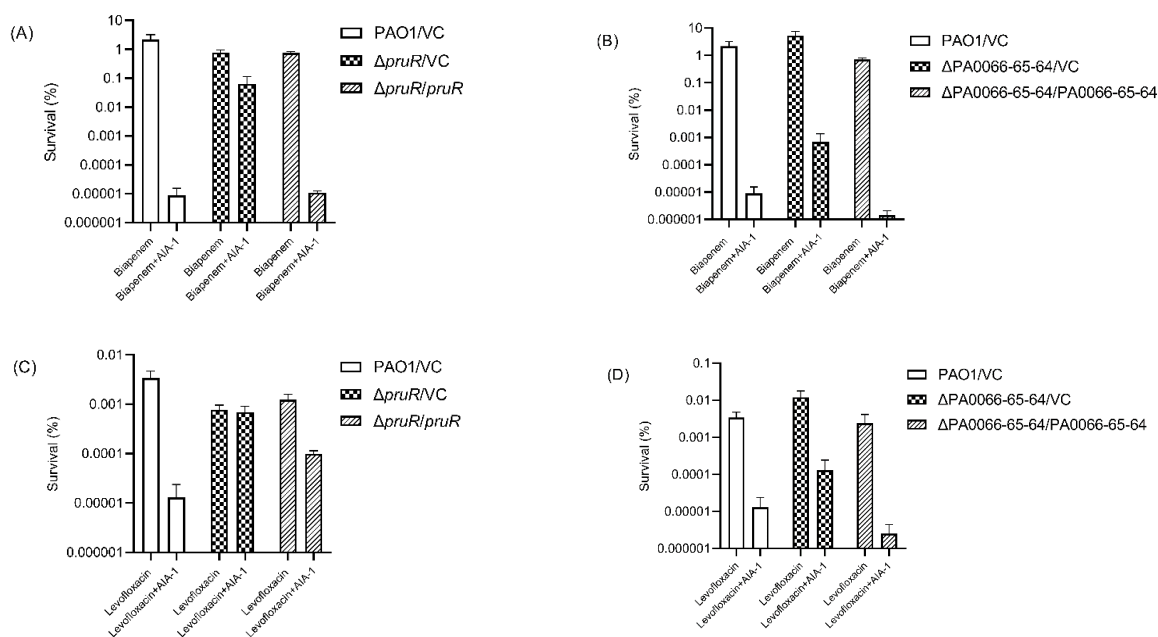 (A)
Survival (%)
10
1
0.1
0.01
0.001
0.0001
0.00001
0.000001
Biapenem
Biapenem+AIA-1
Biapenem
Biapenem+AIA-1
Biapenem
Biapenem+AIA-1
PAO1/VC
ΔpruR/VC
ΔpruR/pruR
(B)
Survival (%)
10
1
0.1
0.01
0.001
0.0001
0.00001
0.000001
Biapenem
Biapenem+AIA-1
Biapenem
Biapenem+AIA-1
Biapenem
Biapenem+AIA-1
PAO1/VC
ΔPA0066-65-64/VC
ΔPA0066-65-64/PA0066-65-64
(C)
Survival (%)
0.01
0.001
0.0001
0.00001
0.000001
Levofloxacin
Levofloxacin+AIA-1
Levofloxacin
Levofloxacin+AIA-1
Levofloxacin
Levofloxacin+AIA-1
PAO1/VC
ΔpruR/VC
ΔpruR/pruR
(D)
Survival (%)
0.1
0.01
0.001
0.0001
0.00001
0.000001
Levofloxacin
Levofloxacin+AIA-1
Levofloxacin
Levofloxacin+AIA-1
Levofloxacin
Levofloxacin+AIA-1
PAO1/VC
ΔPA0066-65-64/VC
ΔPA0066-65-64/PA0066-65-64